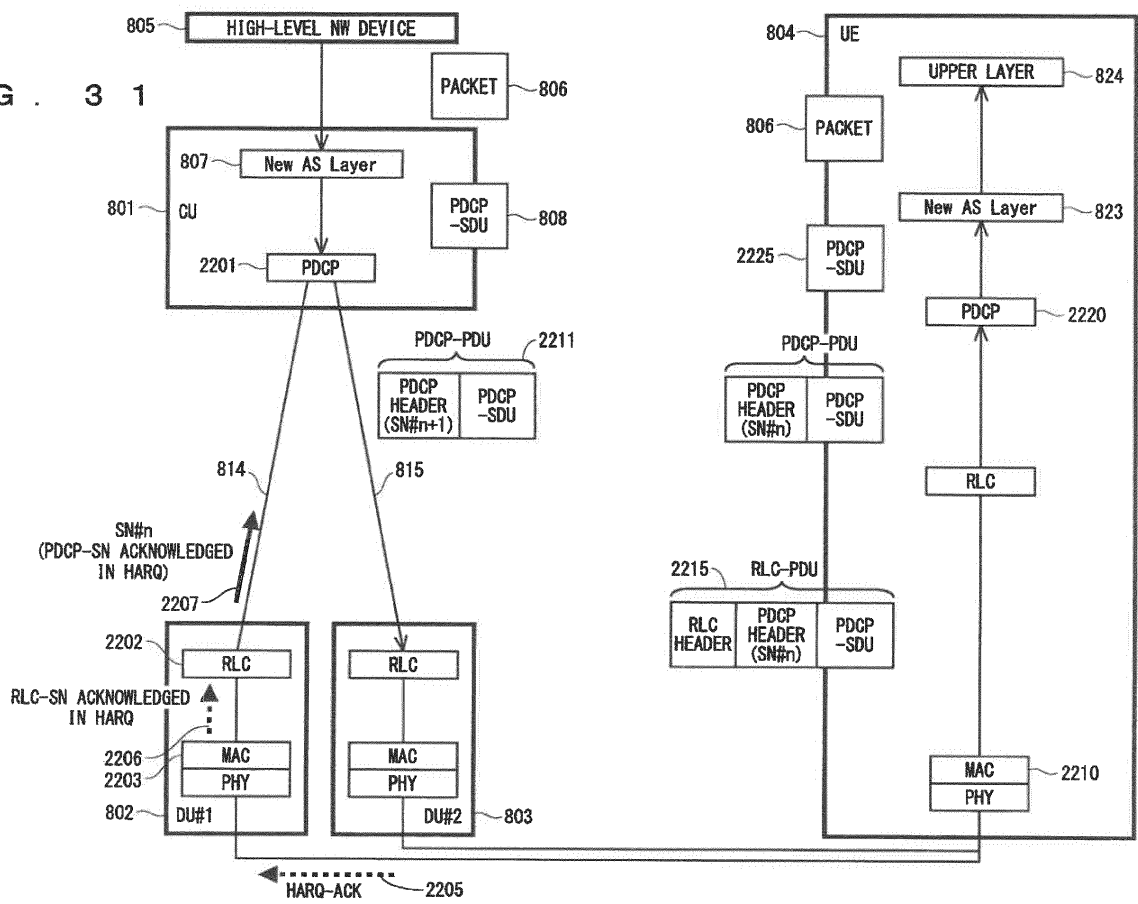 G . 3 1
805
HIGH-LEVEL NW DEVICE
PACKET
806
807
New AS Layer
801
CU
PDCP
-SDU
808
2201
PDCP
PDCP-PDU
2211
PDCP
HEADER
(SN#n+1)
PDCP
-SDU
814
815
SN#n
(PDCP-SN ACKNOWLEDGED
IN HARQ)
2207
2202
RLC
RLC
RLC-SN ACKNOWLEDGED
IN HARQ
2206
2203
MAC
PHY
MAC
PHY
802
DU#1
DU#2
803
HARQ-ACK
2205
804
UE
UPPER LAYER
824
806
PACKET
New AS Layer
823
2225
PDCP
-SDU
PDCP
2220
PDCP-PDU
PDCP
HEADER
(SN#n)
PDCP
-SDU
RLC
2215
RLC-PDU
RLC
HEADER
PDCP
HEADER
(SN#n)
PDCP
-SDU
MAC
PHY
2210